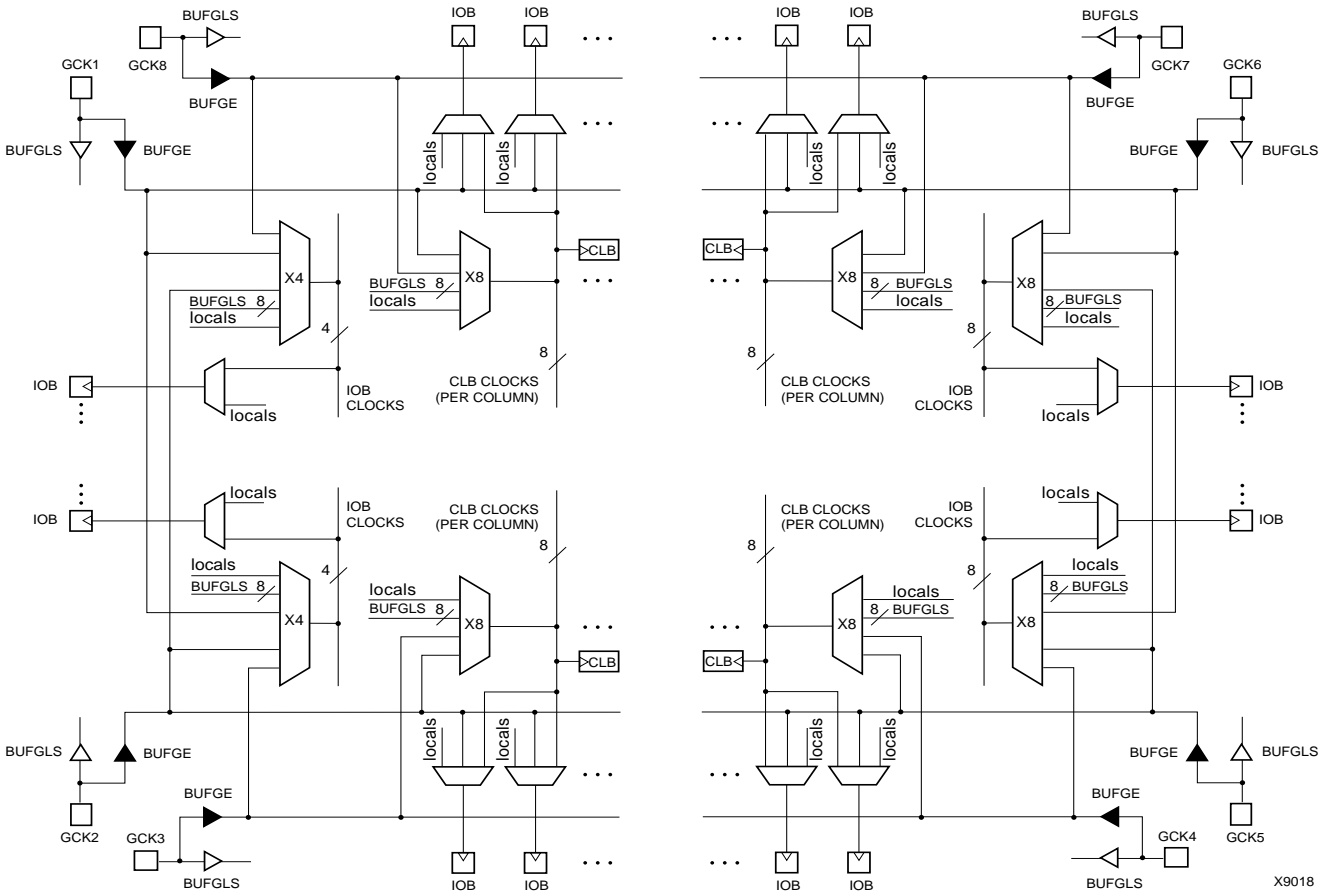 BUFGLS
IOB
IOB
IOB
IOB
BUFGLS
GCK8
GCK7
GCK1
GCK6
BUFGE
BUFGE
BUFGLS
BUFGE
BUFGE
BUFGLS
locals
locals
locals
locals
CLB
CLB
X4
X8
X8
X8
BUFGLS 8
BUFGLS 8
8 BUFGLS
8 BUFGLS
locals
locals
locals
locals
4
8
8
8
IOB
IOB
CLOCKS
CLB CLOCKS
(PER COLUMN)
CLB CLOCKS
(PER COLUMN)
IOB
CLOCKS
IOB
locals
locals
locals
locals
IOB
IOB
CLOCKS
CLB CLOCKS
(PER COLUMN)
CLB CLOCKS
(PER COLUMN)
IOB
CLOCKS
IOB
8
8
locals
4
locals
locals
8
locals
BUFGLS 8
BUFGLS 8
8 BUFGLS
8 BUFGLS
X4
X8
X8
X8
CLB
CLB
locals
locals
locals
locals
BUFGLS
BUFGE
BUFGE
BUFGLS
BUFGE
BUFGE
GCK2
GCK3
GCK4
GCK5
BUFGLS
IOB
IOB
IOB
IOB
BUFGLS
X9018